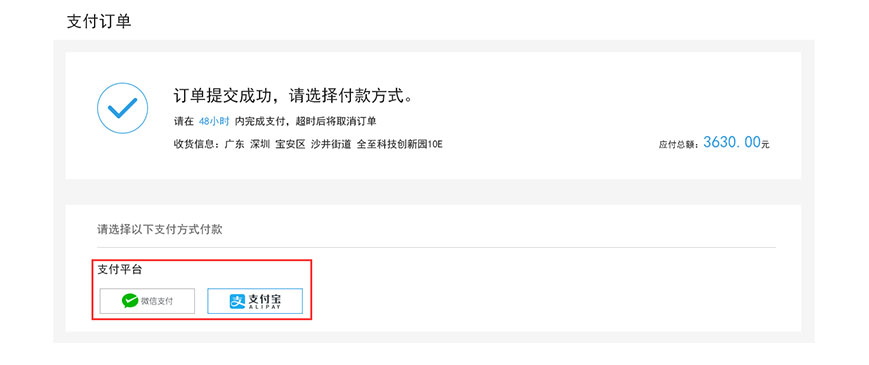 支付订单
订单提交成功，请选择付款方式。
请在 48小时 内完成支付，超时后将取消订单
收货信息：广东 深圳 宝安区 沙井街道 全至科技创新园10E
应付总额：3630.00元
请选择以下支付方式付款
支付平台
微信支付
支付宝
ALIPAY